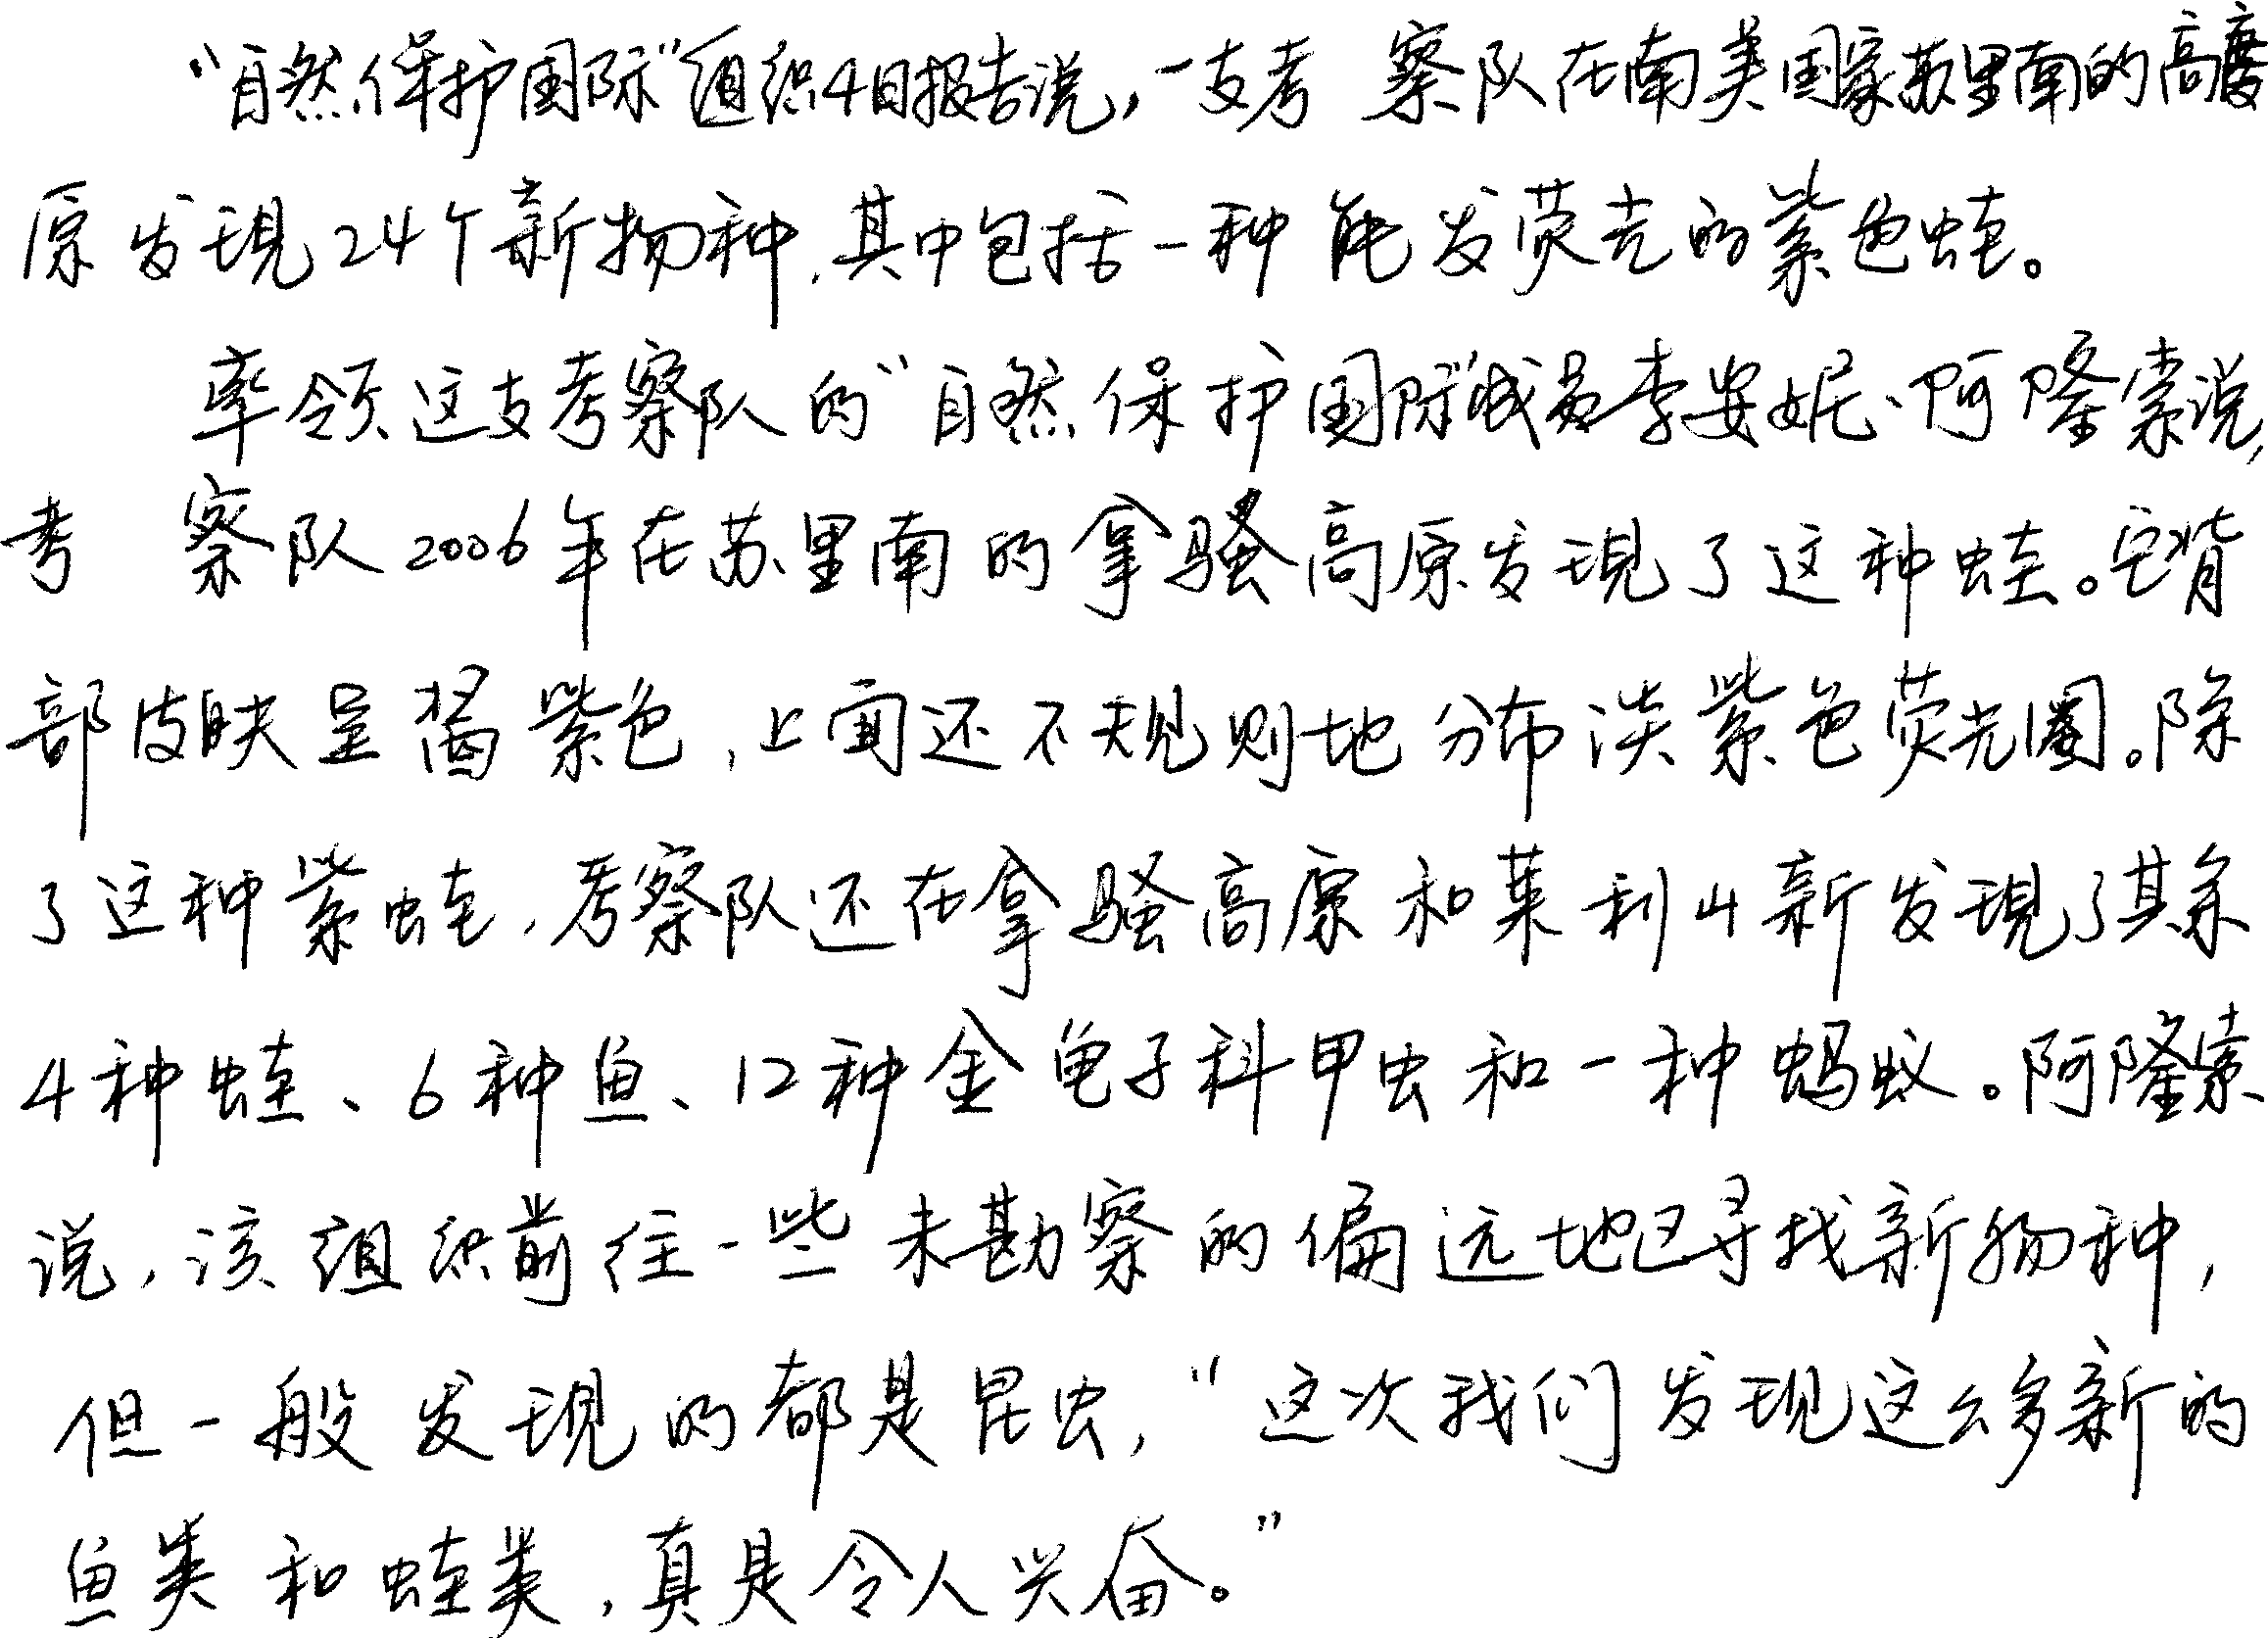 “自然保护国际”组织4日报告说,一支考察队在南美国家苏里南的高度
原发现24个新物种,其中包括一种能发荧光的紫色蛙。
率领这支考察队的“自然保护国际”成员李安妮·阿隆索说,
考察队2006年在苏里南的拿骚高原发现了这种蛙。它背
部皮肤呈酱紫色,上面还不规则地分布淡紫色荧光圈。除
了这种紫蛙,考察队还在拿骚高原和莱利山新发现了其余
4种蛙、6种鱼、12种金龟子科甲虫和一种蚂蚁。阿隆索
说,该组织前往一些未勘察的偏远地区寻找新物种,
但一般发现的都是昆虫,“这次我们发现这么多新的
鱼类和蛙类,真是令人兴奋。”